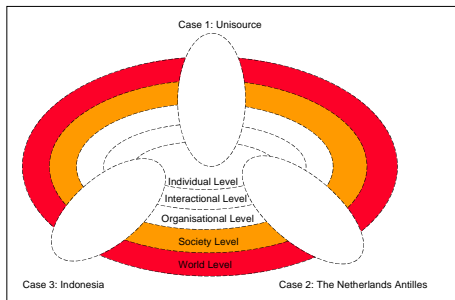 Case 1: Unisource
Individual Level
Interactional Level
Organisational Level
Society Level
World Level
Case 3: Indonesia
Case 2: The Netherlands Antilles